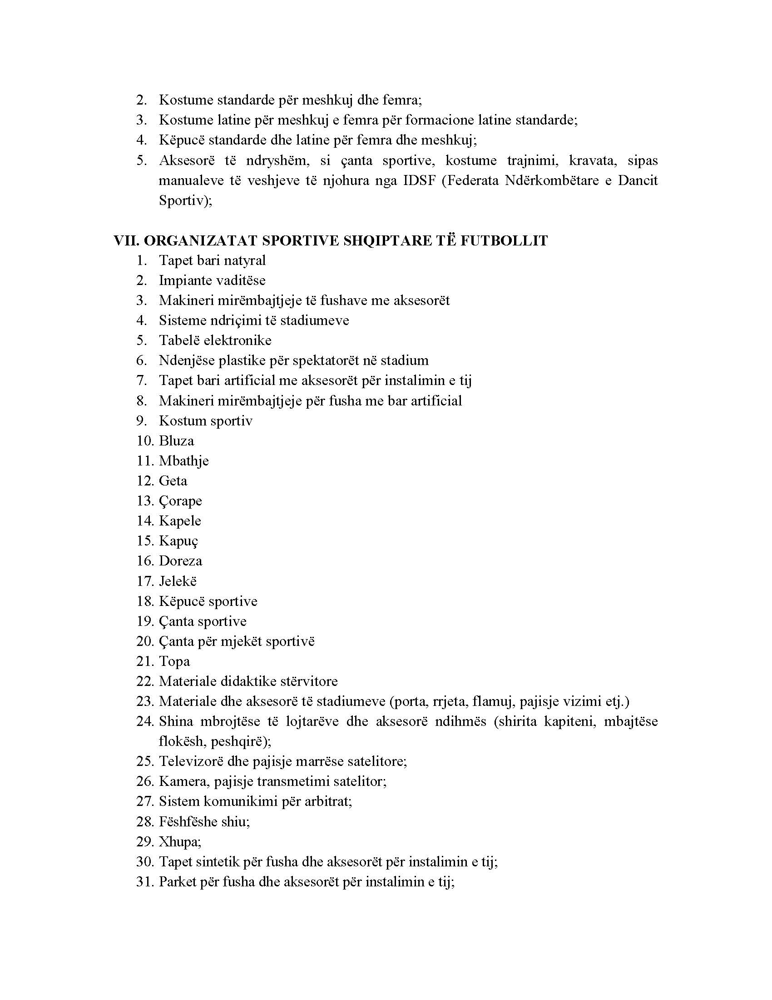 2. Kostume standarde për meshkuj dhe femra;
3. Kostume latine për meshkuj e femra për formacione latine standarde;
4. Këpucë standarde dhe latine për femra dhe meshkuj;
5. Aksesorë të ndryshëm, si çanta sportive, kostume trajnimi, kravata, sipas
manualeve të veshjeve të njohura nga IDSF (Federata Ndërkombëtare e Dancit
Sportiv);
VII. ORGANIZATAT SPORTIVE SHQIPTARE TË FUTBOLLIT
1. Tapet bari natyral
2. Impiante vaditëse
3. Makineri mirëmbajtjeje të fushave me aksesorët
4. Sisteme ndriçimi të stadiumeve
5. Tabelë elektronike
6. Ndenjëse plastike për spektatorët në stadium
7. Tapet bari artificial me aksesorët për instalimin e tij
8. Makineri mirëmbajtjeje për fusha me bar artificial
9. Kostum sportiv
10. Bluza
11. Mbathje
12. Geta
13. Çorape
14. Kapele
15. Kapuç
16. Doreza
17. Jelekë
18. Këpucë sportive
19. Çanta sportive
20. Çanta për mjekët sportivë
21. Topa
22. Materiale didaktike stërvitore
23. Materiale dhe aksesorë të stadiumeve (porta, rrjeta, flamuj, pajisje vizimi etj.)
24. Shina mbrojtëse të lojtarëve dhe aksesorë ndihmës (shirita kapiteni, mbajtëse
flokësh, peshqirë);
25. Televizorë dhe pajisje marrëse satelitore;
26. Kamera, pajisje transmetimi satelitor;
27. Sistem komunikimi për arbitrat;
28. Fëshfëshe shiu;
29. Xhupa;
30. Tapet sintetik për fusha dhe aksesorët për instalimin e tij;
31. Parket për fusha dhe aksesorët për instalimin e tij;